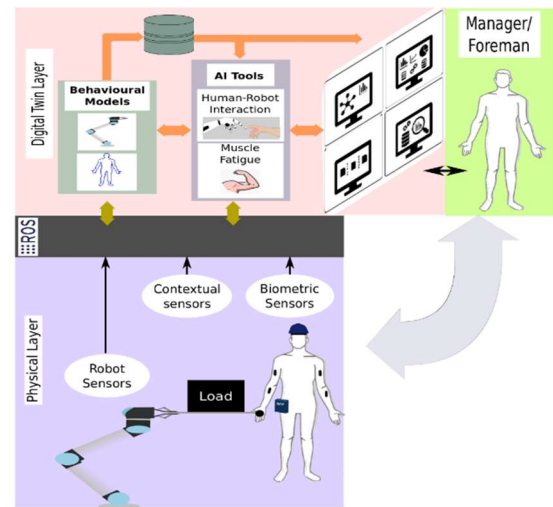 Manager/
Foreman
Digital Twin Layer
Behavioural
Models
AI Tools
Human-Robot
Interaction
Muscle
Fatigue
ROS
Physical Layer
Contextual
sensors
Biometric
Sensors
Robot
Sensors
Load